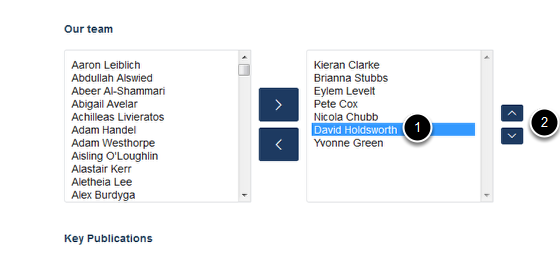 Our team
Aaron Leiblich
Abdullah Alswied
Abeer Al-Shammari
Abigail Avelar
Achilleas Livieratos
Adam Handel
Adam Westhorpe
Aisling O'Loughlin
Alastair Kerr
Aletheia Lee
Alex Burdyga
Kieran Clarke
Brianna Stubbs
Eylem Levelt
Pete Cox
Nicola Chubb
David Holdsworth
Yvonne Green
1
2
Key Publications